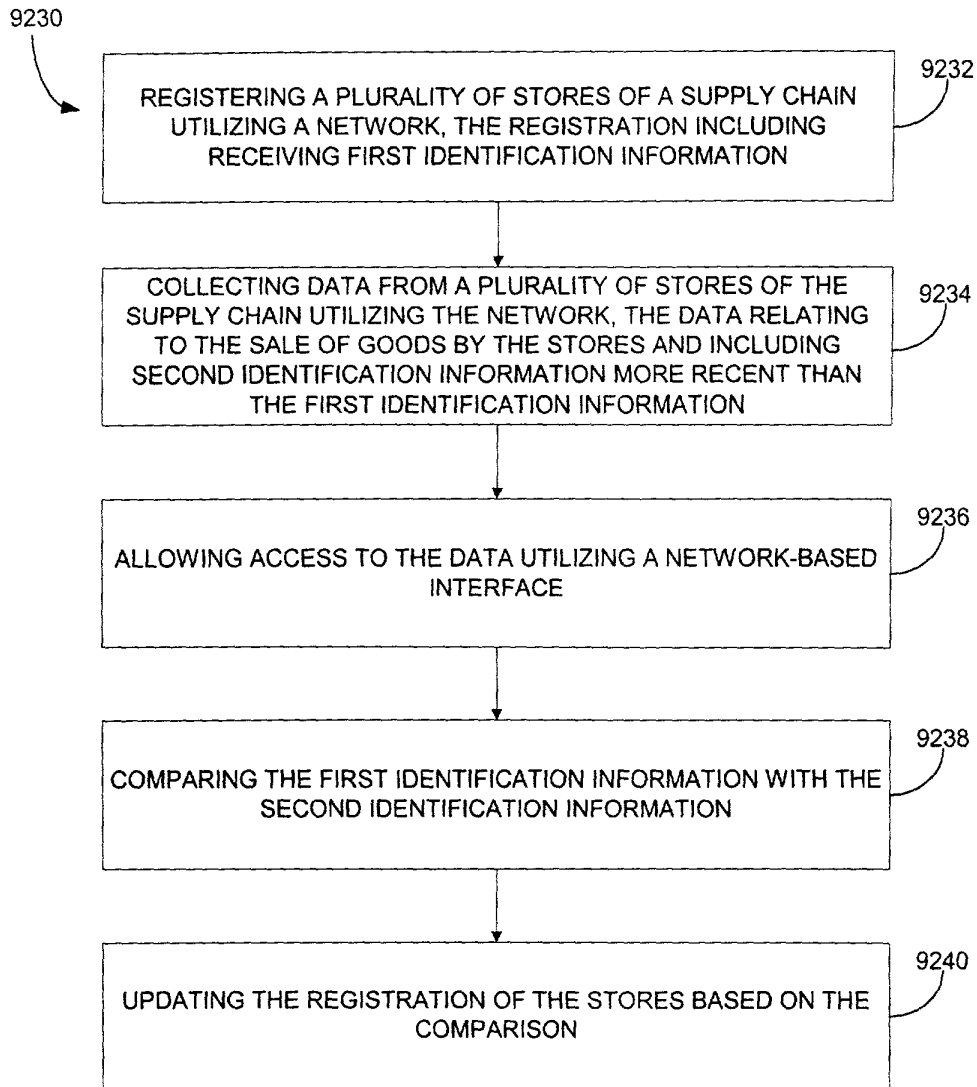 9230
9232
REGISTERING A PLURALITY OF STORES OF A SUPPLY CHAIN
UTILIZING A NETWORK, THE REGISTRATION INCLUDING
RECEIVING FIRST IDENTIFICATION INFORMATION
9234
COLLECTING DATA FROM A PLURALITY OF STORES OF THE
SUPPLY CHAIN UTILIZING THE NETWORK, THE DATA RELATING
TO THE SALE OF GOODS BY THE STORES AND INCLUDING
SECOND IDENTIFICATION INFORMATION MORE RECENT THAN
THE FIRST IDENTIFICATION INFORMATION
9236
ALLOWING ACCESS TO THE DATA UTILIZING A NETWORK-BASED
INTERFACE
9238
COMPARING THE FIRST IDENTIFICATION INFORMATION WITH THE
SECOND IDENTIFICATION INFORMATION
9240
UPDATING THE REGISTRATION OF THE STORES BASED ON THE
COMPARISON